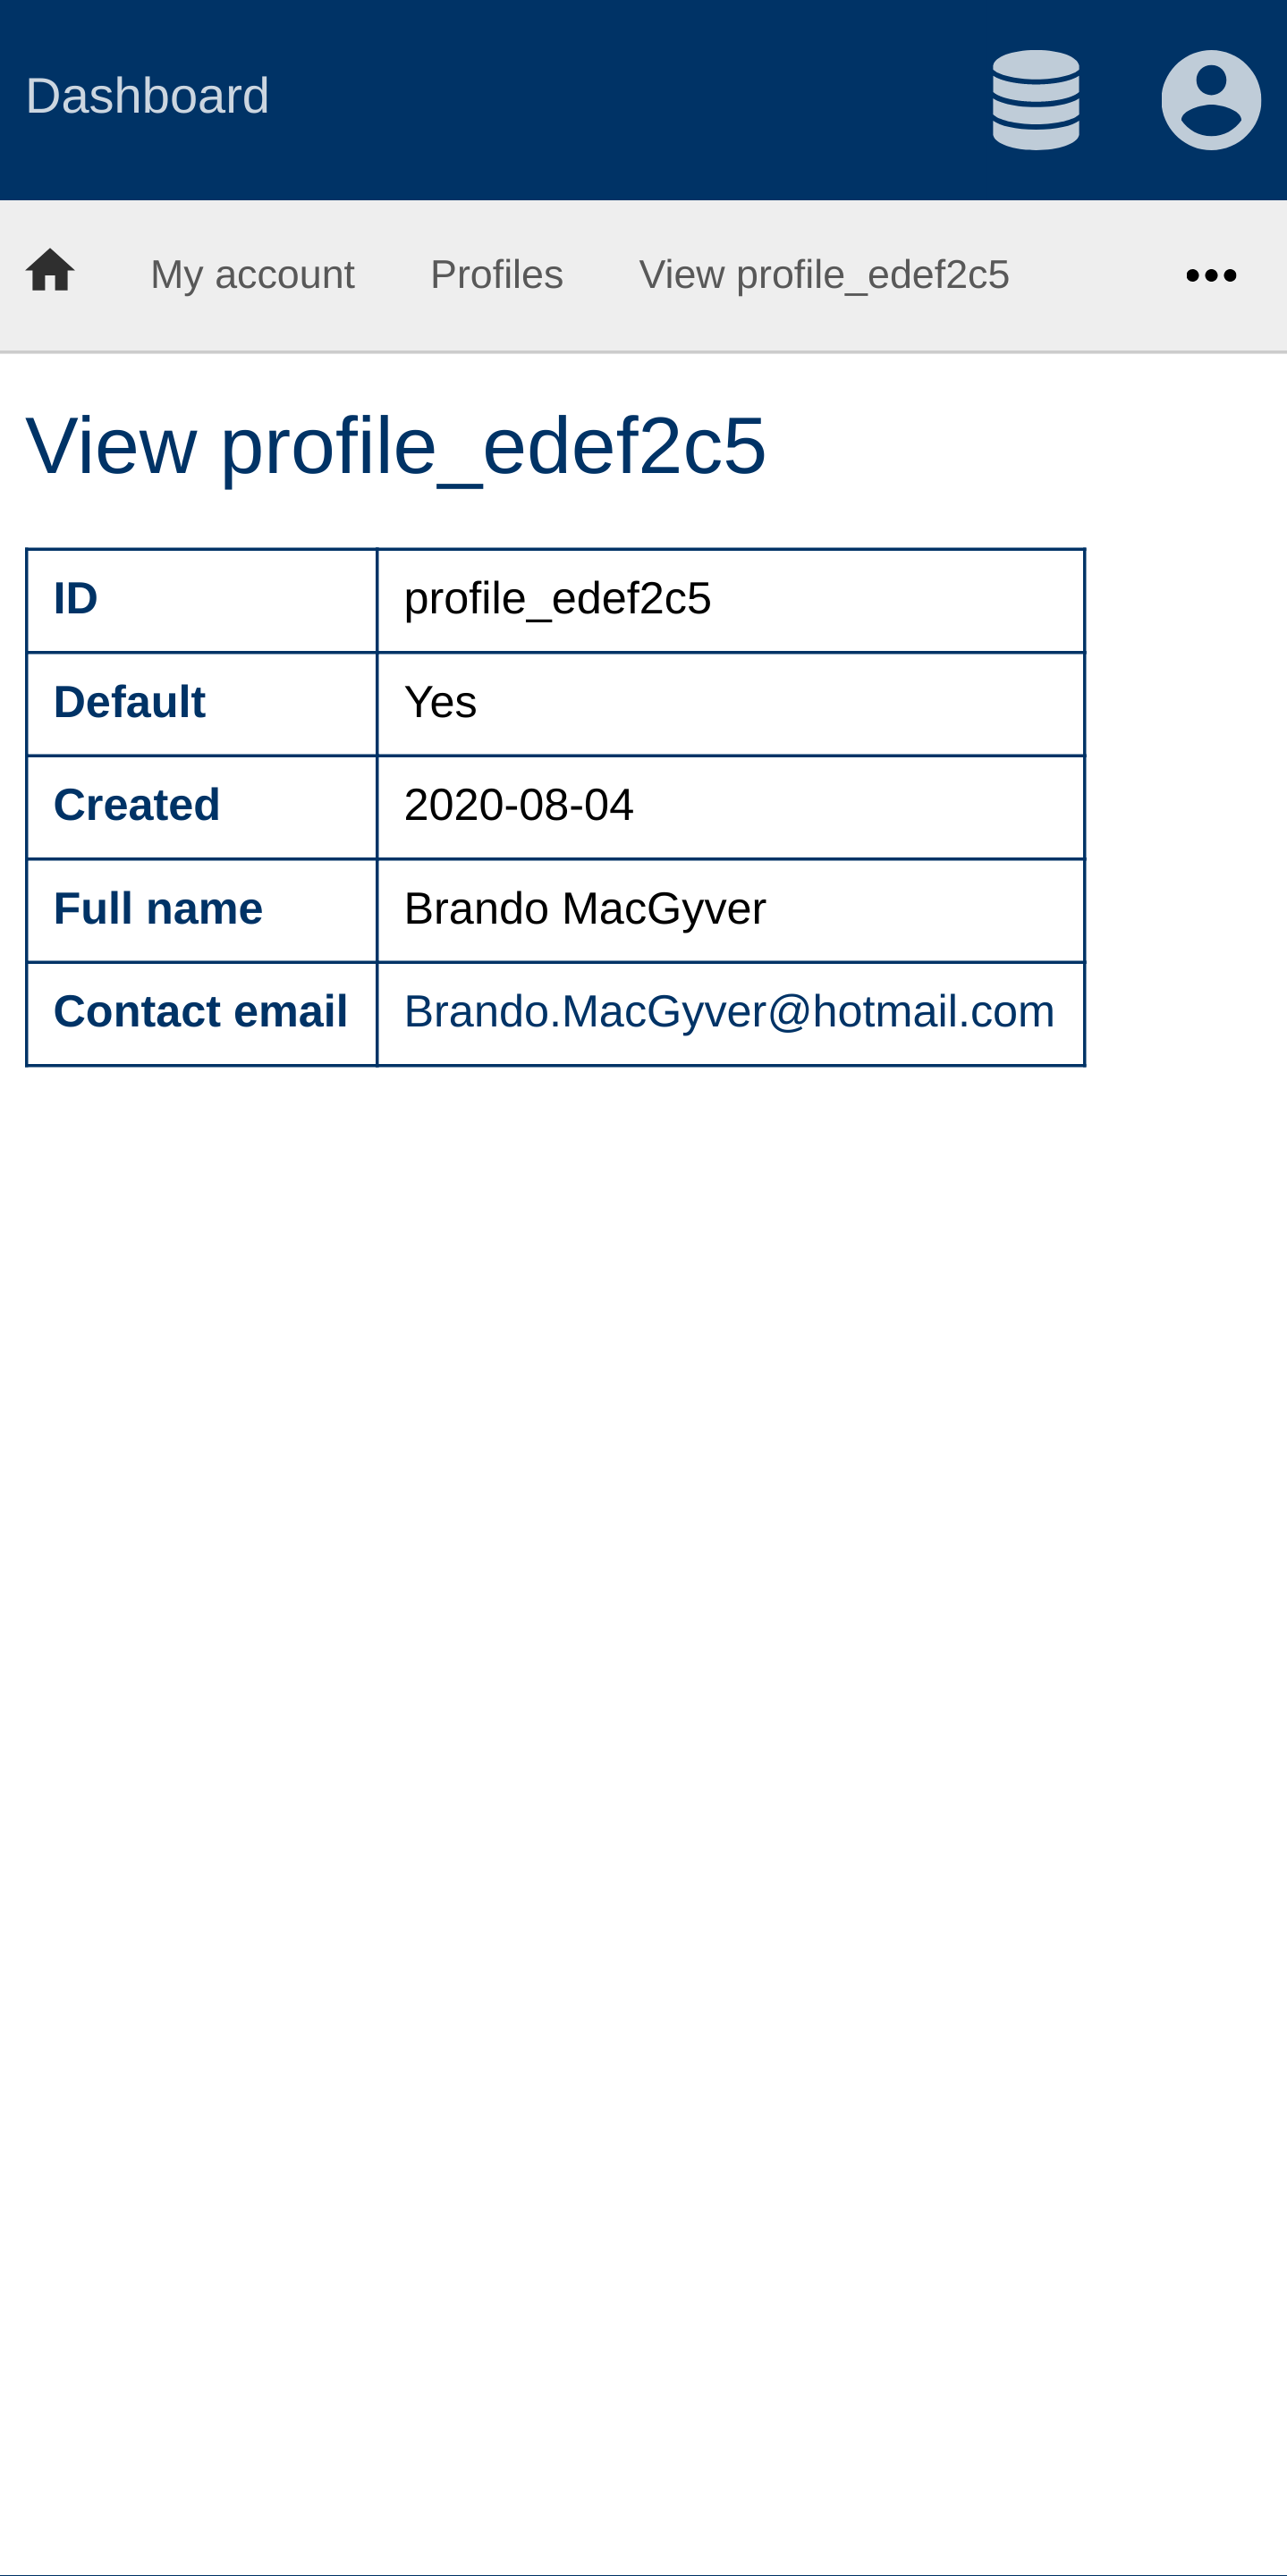 Dashboard
My account Profiles View profile_edef2c5
View profile_edef2c5
ID profile_edef2c5
Default Yes
Created 2020-08-04
Full name Brando MacGyver
Contact email Brando.MacGyver@hotmail.com